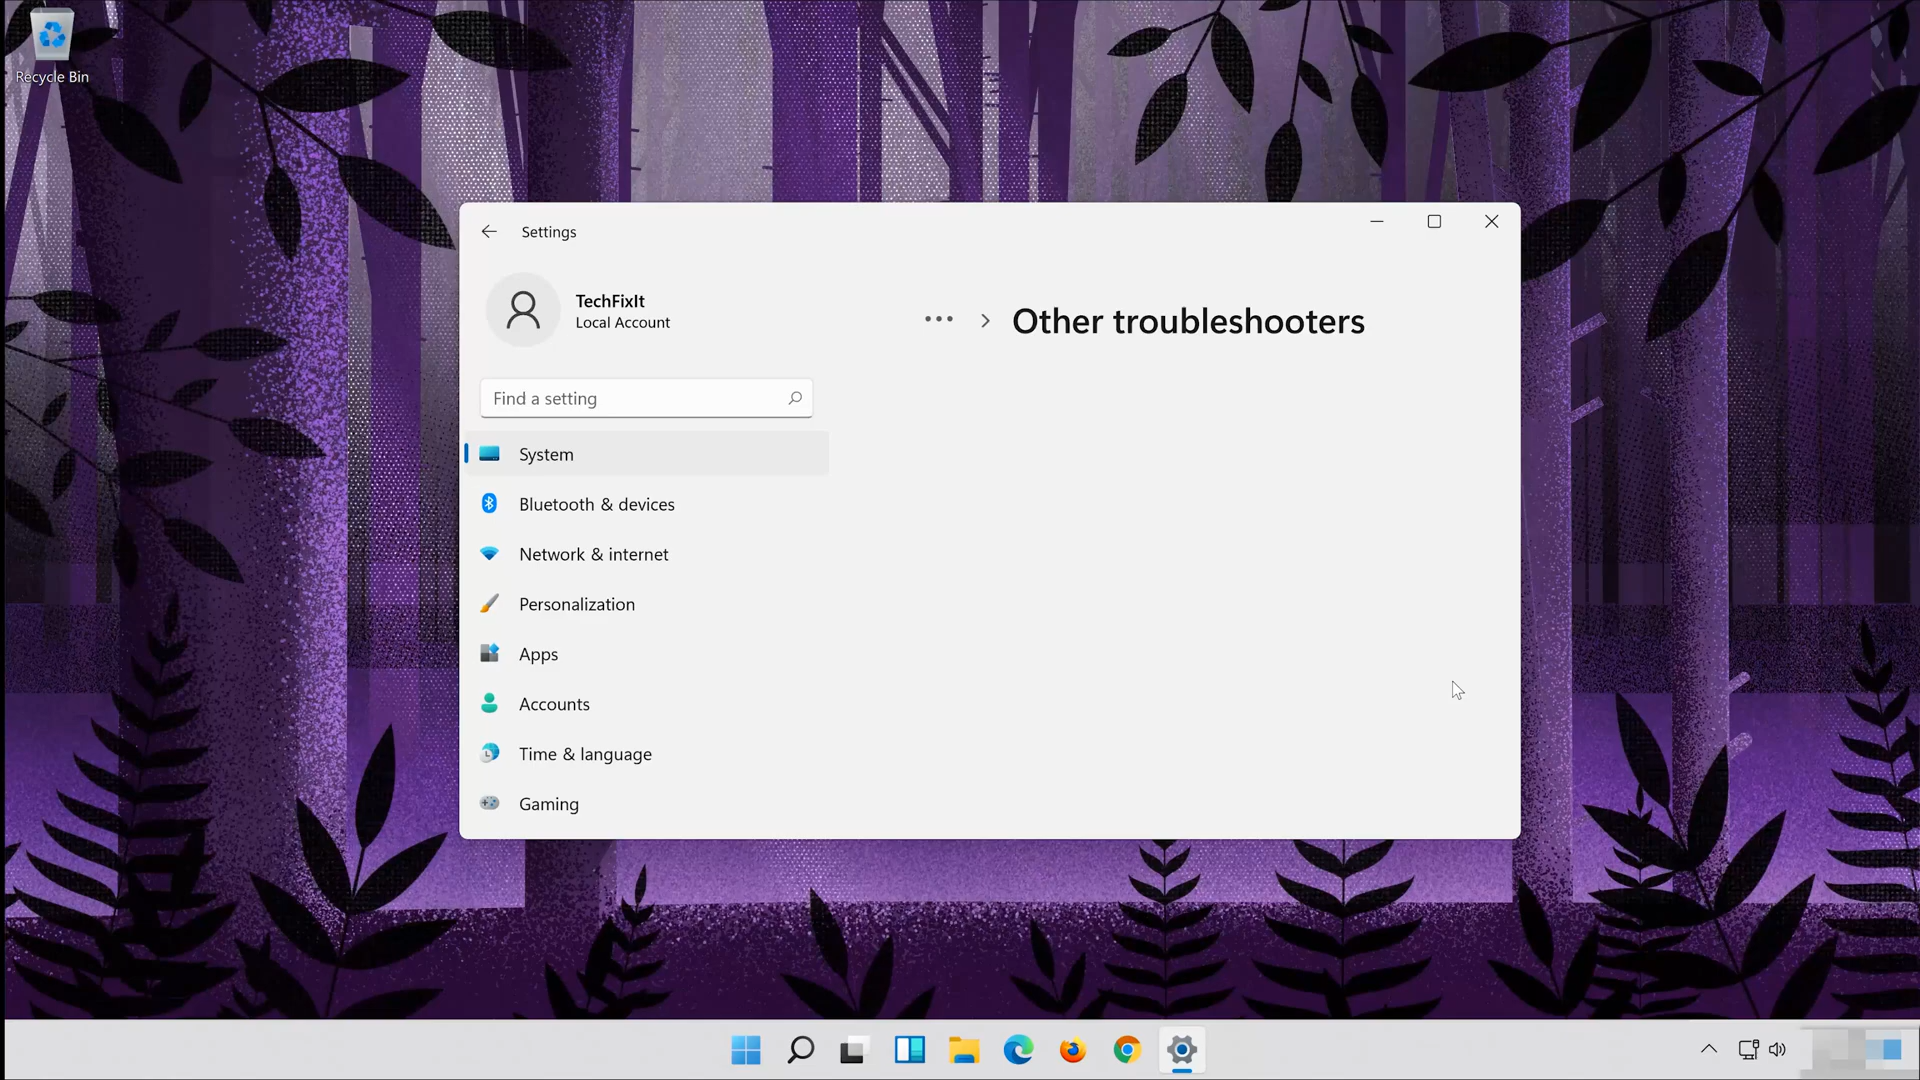 Recycle Bin
Settings
TechFixIt
Local Account
Other troubleshooters
Find a setting
System
Bluetooth & devices
Network & internet
Personalization
Apps
Accounts
Time & language
Gaming